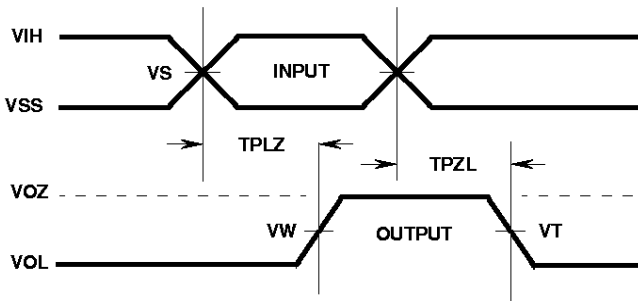 VIH
VS INPUT
VSS
TPLZ
TPZL
VOZ
VW OUTPUT VT
VOL